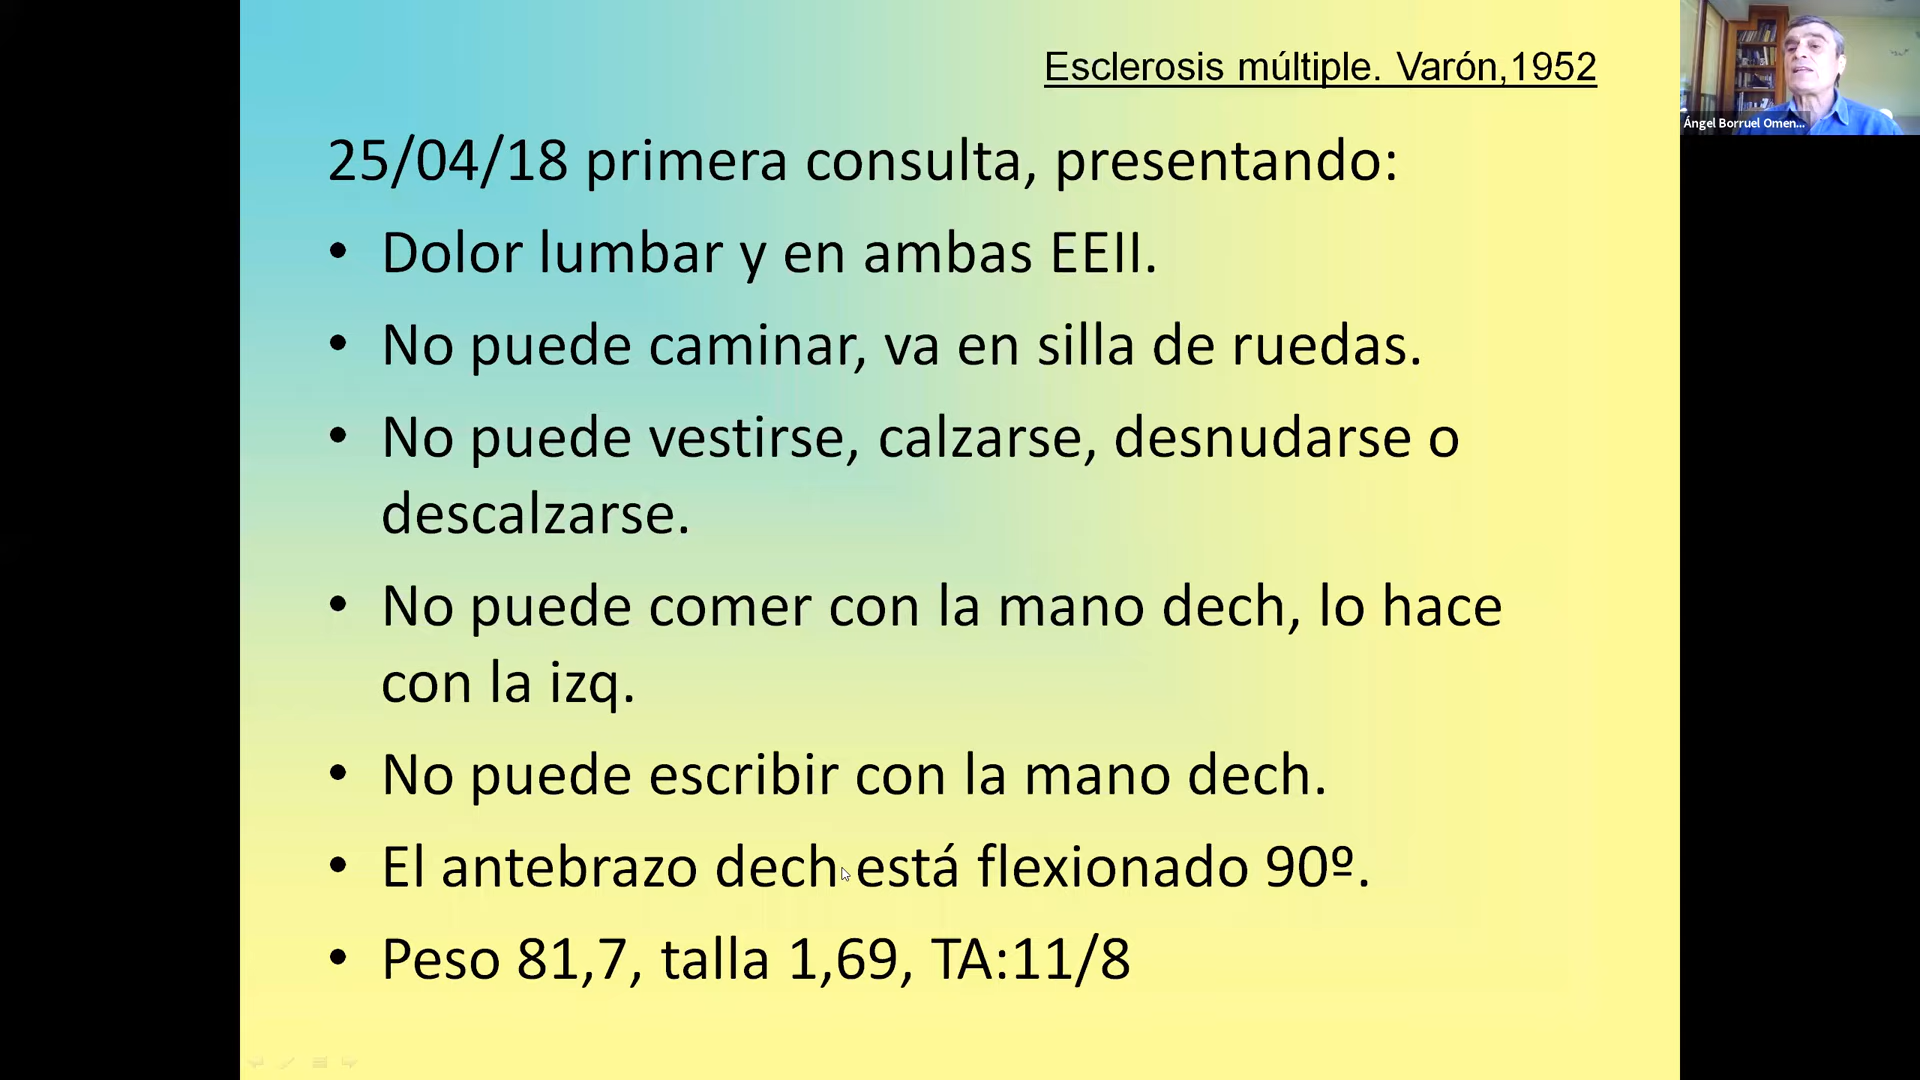 Esclerosis múltiple. Varón,1952
Ángel Borruel Omen...
25/04/18 primera consulta, presentando:
• Dolor lumbar y en ambas EEII.
• No puede caminar, va en silla de ruedas.
• No puede vestirse, calzarse, desnudarse o
descalzarse.
• No puede comer con la mano dech, lo hace
con la izq.
• No puede escribir con la mano dech.
• El antebrazo dech está flexionado 90º.
• Peso 81,7, talla 1,69, TA:11/8